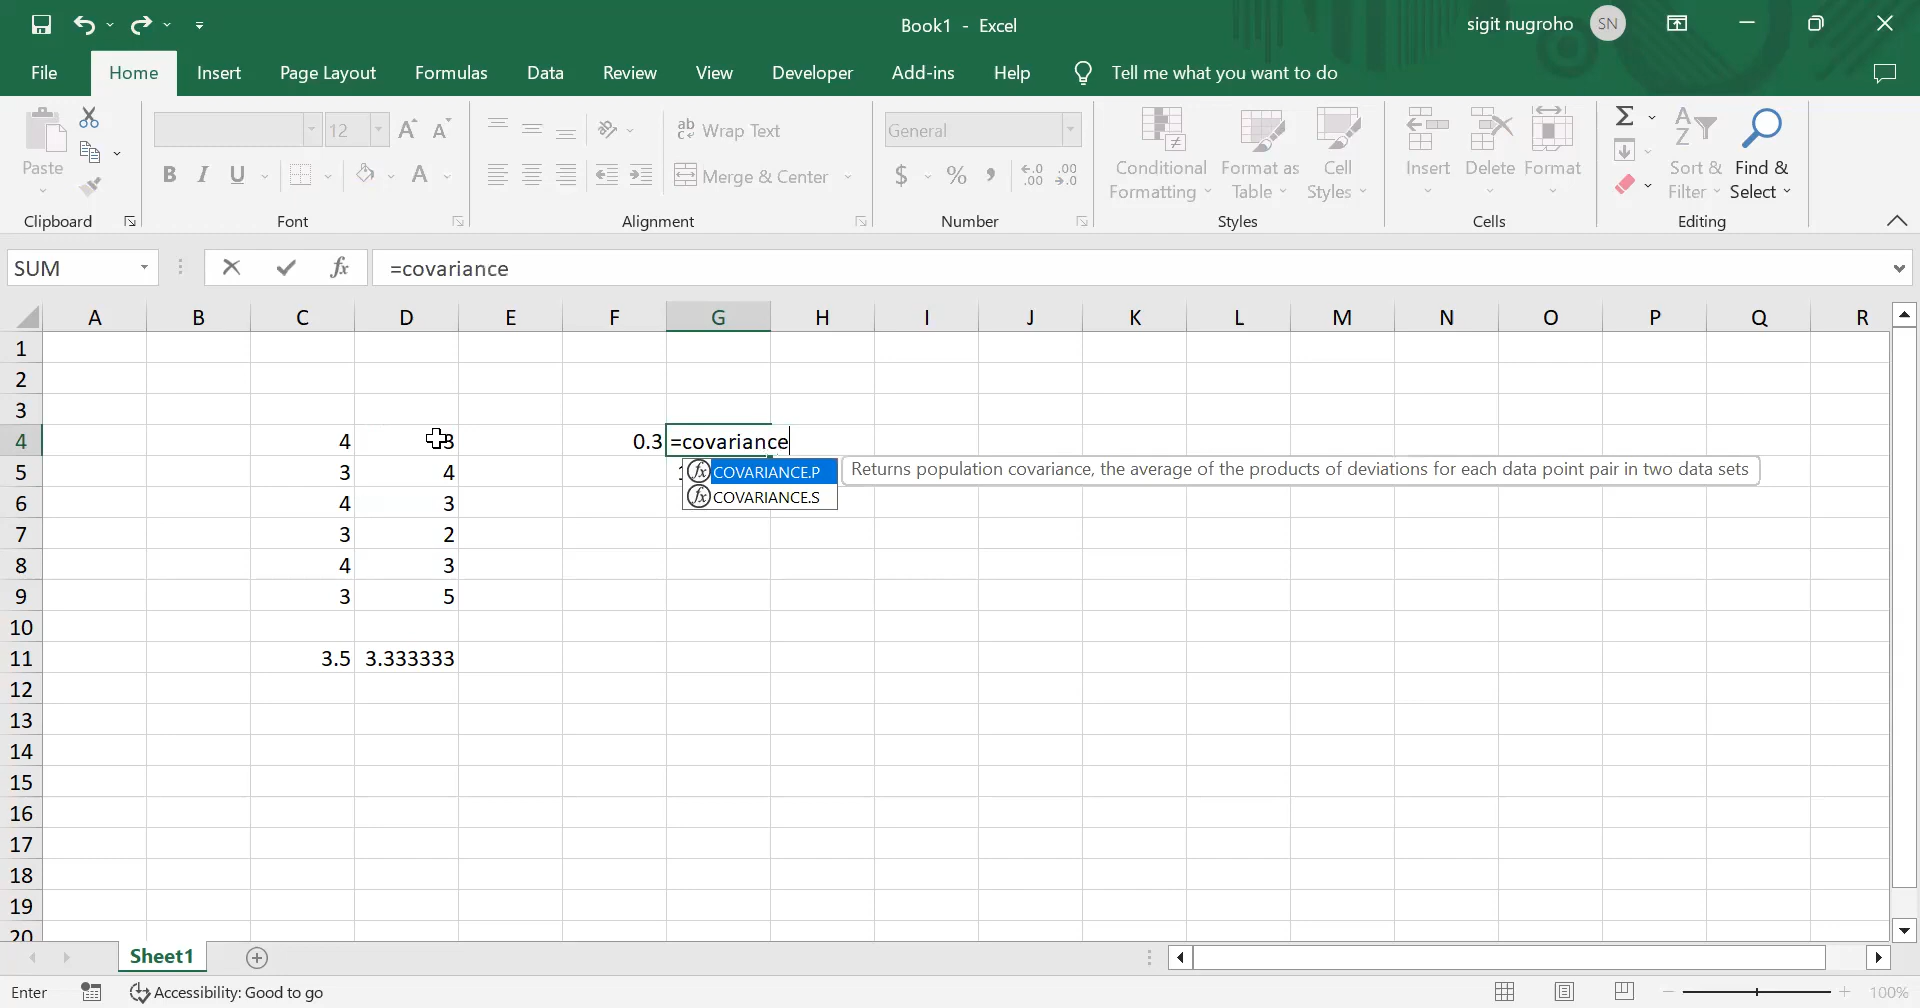 Book1 - Excel
sigit nugroho SN
File Home Insert Page Layout Formulas Data Review View Developer Add-ins Help Tell me what you want to do
Paste
Clipboard
12
B I U
Font
Wrap Text
Merge & Center
Alignment
General
$ % , .00 .00
Number
Conditional Formatting
Format as Table
Cell Styles
Styles
Insert Delete Format
Cells
Sort & Filter
Find & Select
Editing
SUM fx =covariance
A B C D E F G H I J K L M N O P Q R
1
2
3
4 4 3 0.3 =covariance
5 3 4
COVARIANCE.P Returns population covariance, the average of the products of deviations for each data point pair in two data sets
COVARIANCE.S
6 4 3
7 3 2
8 4 3
9 3 5
10
11 3.5 3.333333
12
13
14
15
16
17
18
19
20
Sheet1
Enter Accessibility: Good to go 100%